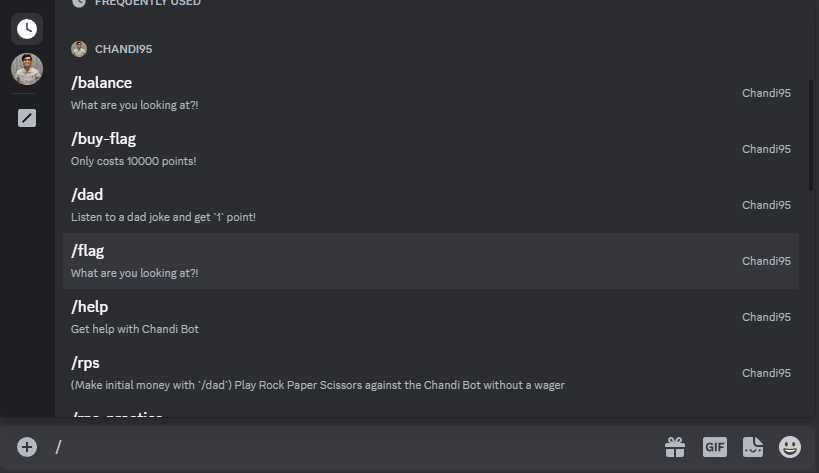 FREQUENTLY USED
CHANDI95
/balance
What are you looking at?!
Chandi95
/buy-flag
Only costs 10000 points!
Chandi95
/dad
Listen to a dad joke and get `1` point!
Chandi95
/flag
What are you looking at?!
Chandi95
/help
Get help with Chandi Bot
Chandi95
/rps
(Make initial money with `/dad`) Play Rock Paper Scissors against the Chandi Bot without a wager
Chandi95
/rps-practice
/
GIF